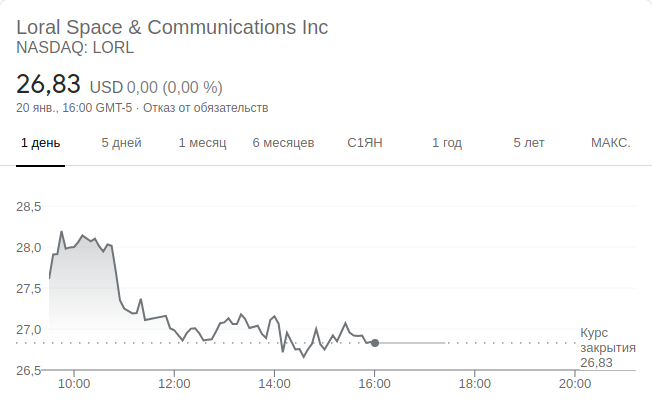 Loral Space & Communications Inc
NASDAQ: LORL
26,83 USD 0,00 (0,00 %)
20 янв., 16:00 GMT-5 · Отказ от обязательств
1 день 5 дней 1 месяц 6 месяцев С1ЯН 1 год 5 лет МАКС.
28,5
28,0
27,5
27,0
26,5
Курс
закрытия
26,83
10:00 12:00 14:00 16:00 18:00 20:00